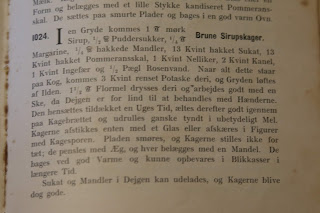 Form og belægges med et lille Stykke kandiseret Pommerans-
skal. De sættes paa smurte Plader og bages i en god varm Ovn.
1024. I en Gryde kommes 1 ℔ mørk
Sirup, 1/2 ℔ Puddersukker, 1/2 ℔ Brune Sirupskager.
Margarine, 1/4 ℔ hakkede Mandler, 13 Kvint hakket Sukat, 13
Kvint hakket Pommeransskal, 1 Kvint Nelliker, 2 Kvint Kanel,
1 Kvint Ingefær og 1/2 Pægl Rosenvand. Naar alt dette staar
paa Kog, kommes 3 Kvint renset Potaske deri, og Gryden løftes
af Ilden. 1 1/2 ℔ Flormel drysses deri og arbejdes godt med en
Ske, da Dejgen er for lind til at behandles med Hænderne.
Den hensættes tildækket en Uges Tid, æltes derefter godt igennem
paa Kagebrættet og udrulles ganske tyndt i ubetydeligt Mel.
Kagerne afstikkes enten med et Glas eller afskæres i Figurer
med Kagesporen. Pladen smøres, og Kagerne stilles ikke for
tæt; de pensles med Æg, og hver belægges med en Mandel. De
bages ved god Varme og kunne opbevares i Blikkasser i
længere Tid.
Sukat og Mandler i Dejgen kan udelades, og Kagerne blive
dog gode.